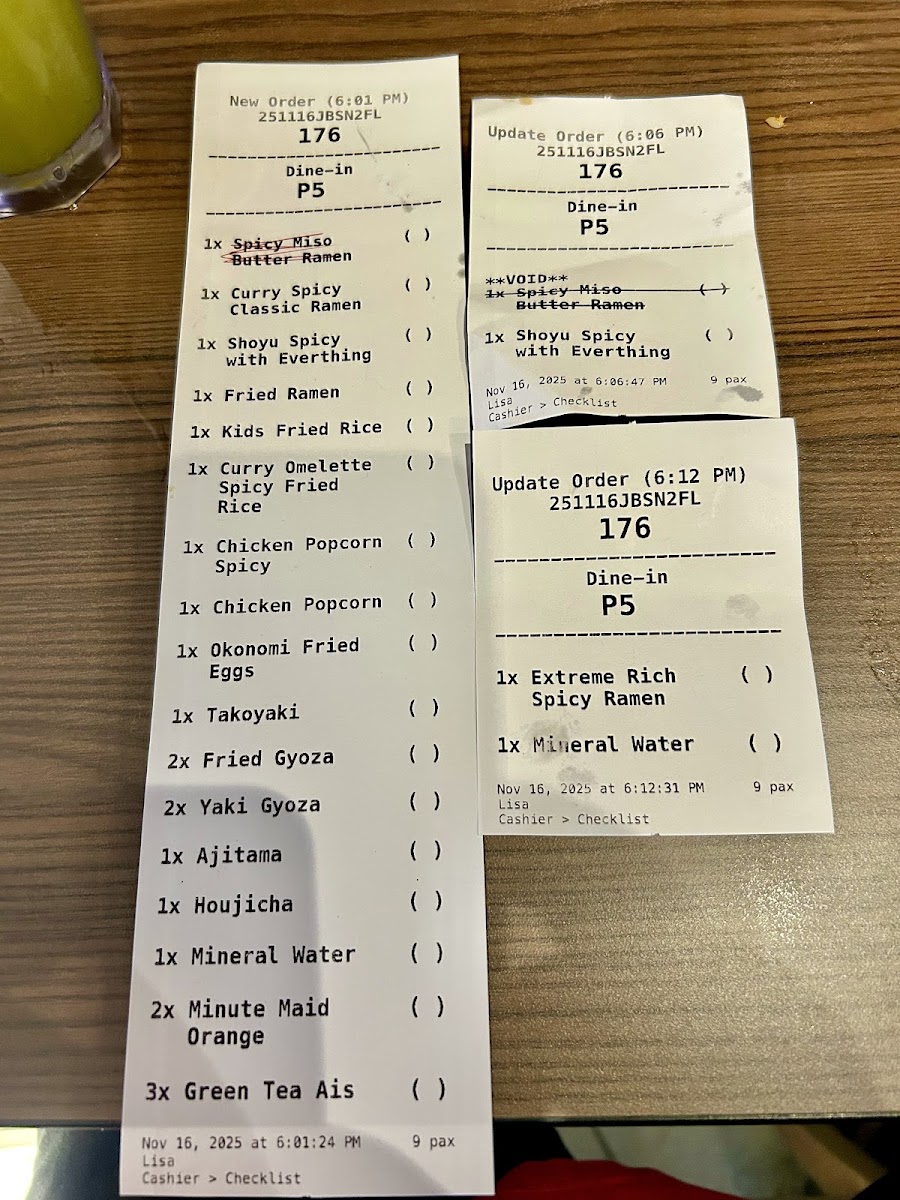 New Order (6:01 PM)
251116JBSN2FL
176
Dine-in
P5
1x Spicy Miso ( )
Butter Ramen
1x Curry Spicy ( )
Classic Ramen
1x Shoyu Spicy ( )
with Everthing
1x Fried Ramen ( )
1x Kids Fried Rice ( )
1x Curry Omelette ( )
Spicy Fried
Rice
1x Chicken Popcorn ( )
Spicy
1x Chicken Popcorn ( )
1x Okonomi Fried ( )
Eggs
1x Takoyaki ( )
2x Fried Gyoza ( )
2x Yaki Gyoza ( )
1x Ajitama ( )
1x Houjicha ( )
1x Mineral Water ( )
2x Minute Maid ( )
Orange
3x Green Tea Ais ( )
Nov 16, 2025 at 6:01:24 PM 9 pax
Lisa
Cashier > Checklist
Update Order (6:06 PM)
251116JBSN2FL
176
Dine-in
P5
**VOID**
1x Spicy Miso ( )
Butter Ramen
1x Shoyu Spicy ( )
with Everthing
Nov 16, 2025 at 6:06:47 PM 9 pax
Lisa
Cashier > Checklist
Update Order (6:12 PM)
251116JBSN2FL
176
Dine-in
P5
1x Extreme Rich ( )
Spicy Ramen
1x Mineral Water ( )
Nov 16, 2025 at 6:12:31 PM 9 pax
Lisa
Cashier > Checklist